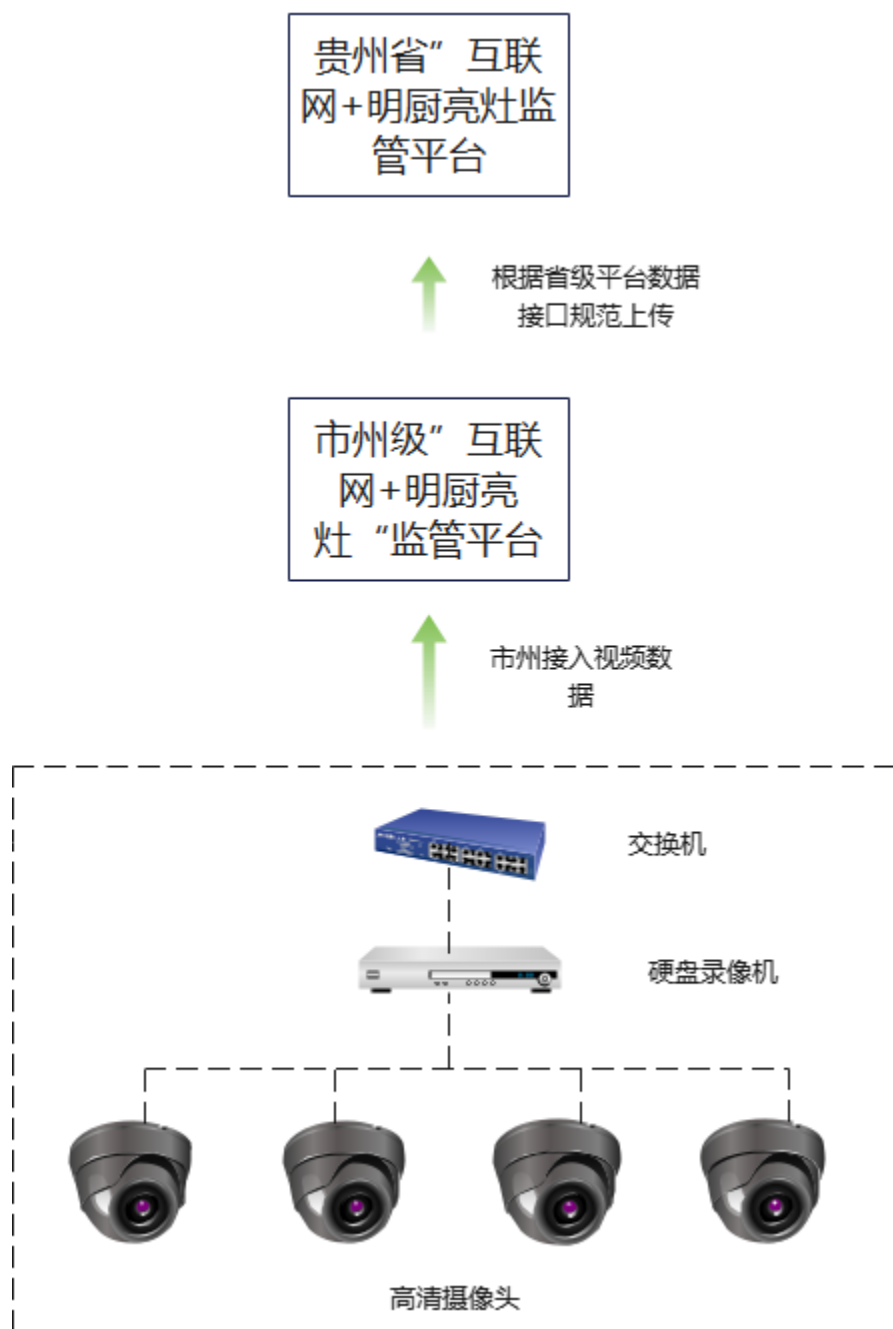 贵州省”互联
网+明厨亮灶监
管平台
根据省级平台数据
接口规范上传
市州级”互联
网+明厨亮
灶“监管平台
市州接入视频数
据
交换机
硬盘录像机
高清摄像头